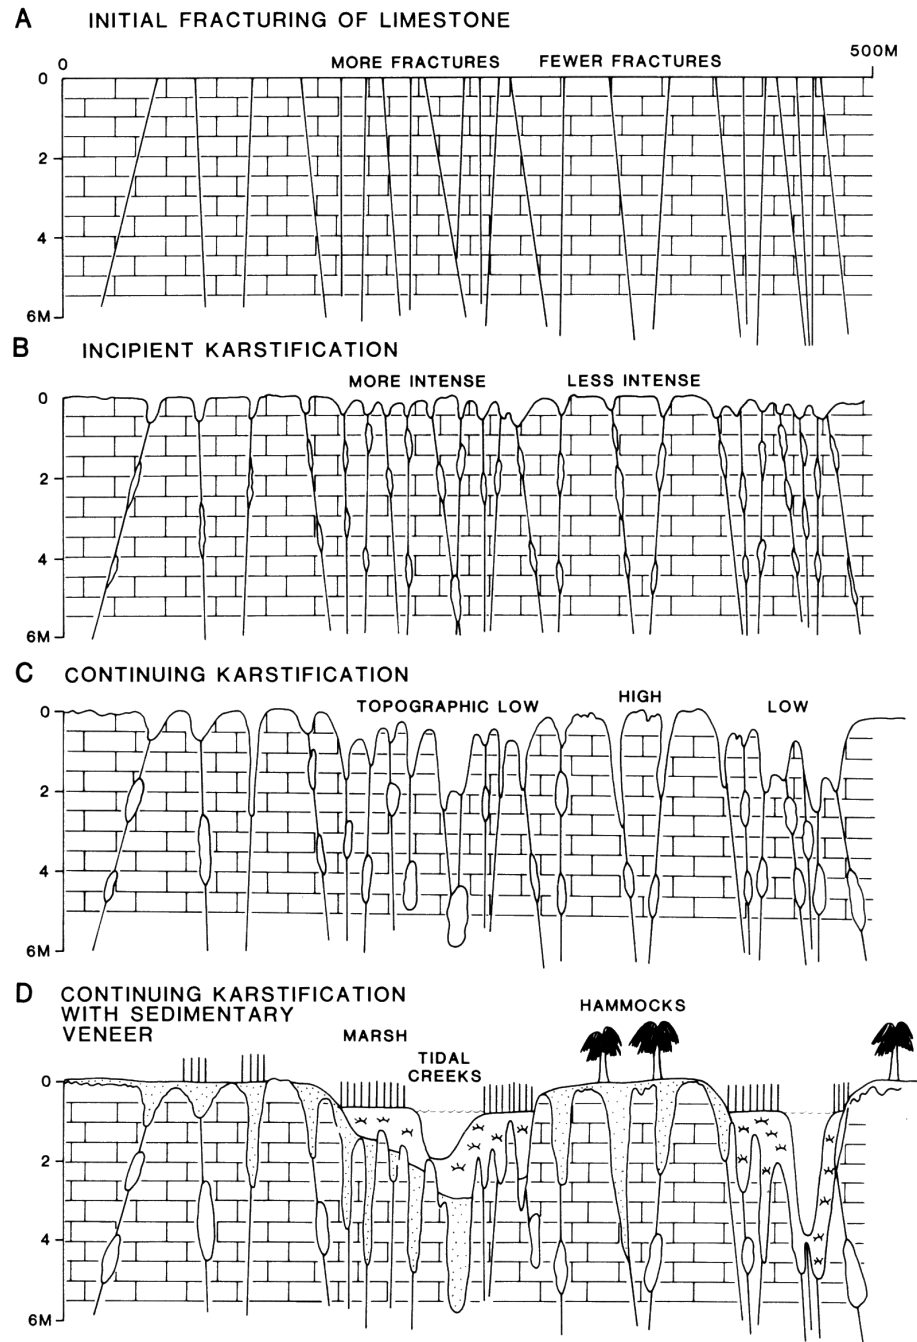 A INITIAL FRACTURING OF LIMESTONE
0 500M
MORE FRACTURES FEWER FRACTURES
0
2
4
6M
B INCIPIENT KARSTIFICATION
MORE INTENSE LESS INTENSE
0
2
4
6M
C CONTINUING KARSTIFICATION
TOPOGRAPHIC LOW HIGH LOW
0
2
4
6M
D CONTINUING KARSTIFICATION
WITH SEDIMENTARY
VENEER
MARSH
TIDAL
CREEKS
HAMMOCKS
0
2
4
6M